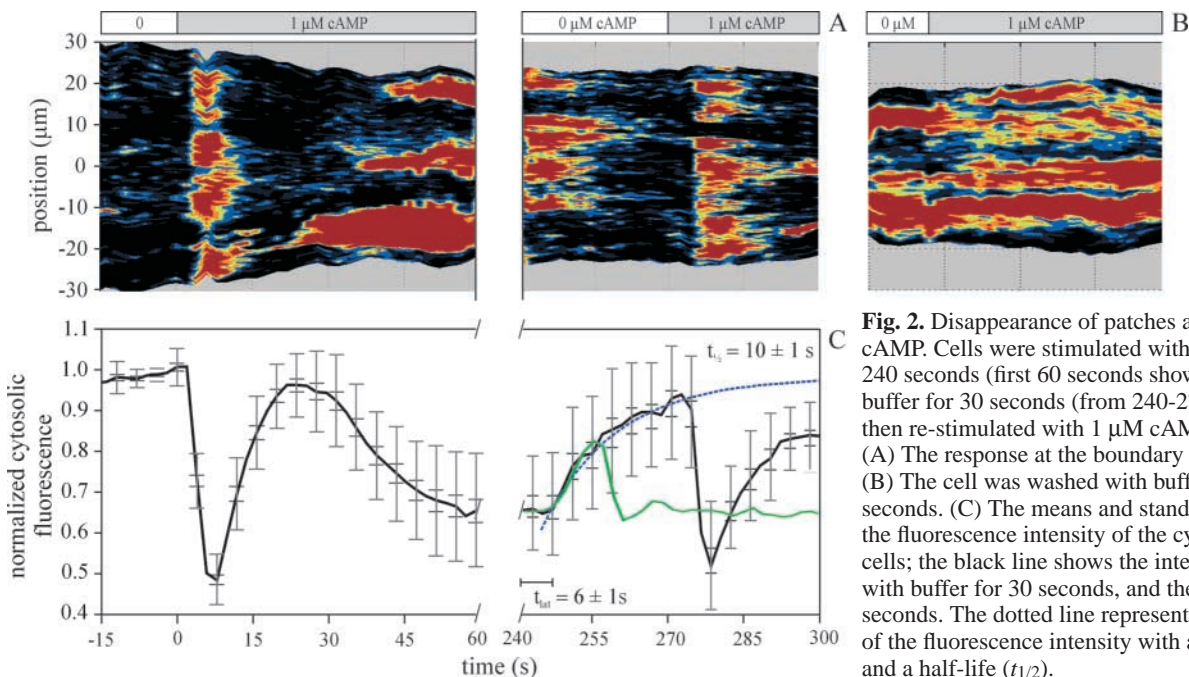 0
1 µM cAMP
A
0 µM cAMP
1 µM cAMP
0 µM
1 µM cAMP
B
position (µm)
30
20
10
0
-10
-20
-30
normalized cytosolic
fluorescence
1.1
1.0
0.9
0.8
0.7
0.6
0.5
0.4
C
t½ = 10 ± 1 s
tlat = 6 ± 1s
-15
0
15
30
45
60
240
255
270
285
300
time (s)
Fig. 2. Disappearance of patches a
cAMP. Cells were stimulated with
240 seconds (first 60 seconds show
buffer for 30 seconds (from 240-2
then re-stimulated with 1 µM cAM
(A) The response at the boundary
(B) The cell was washed with buff
seconds. (C) The means and stand
the fluorescence intensity of the cy
cells; the black line shows the inte
with buffer for 30 seconds, and the
seconds. The dotted line represent
of the fluorescence intensity with a
and a half-life (t1/2).